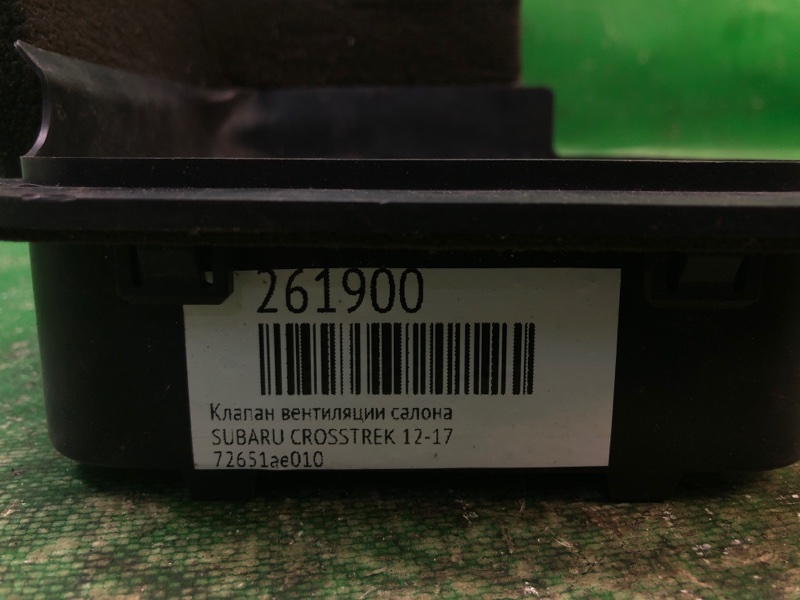 261900
Клапан вентиляции салона
SUBARU CROSSTREK 12-17
72651ae010